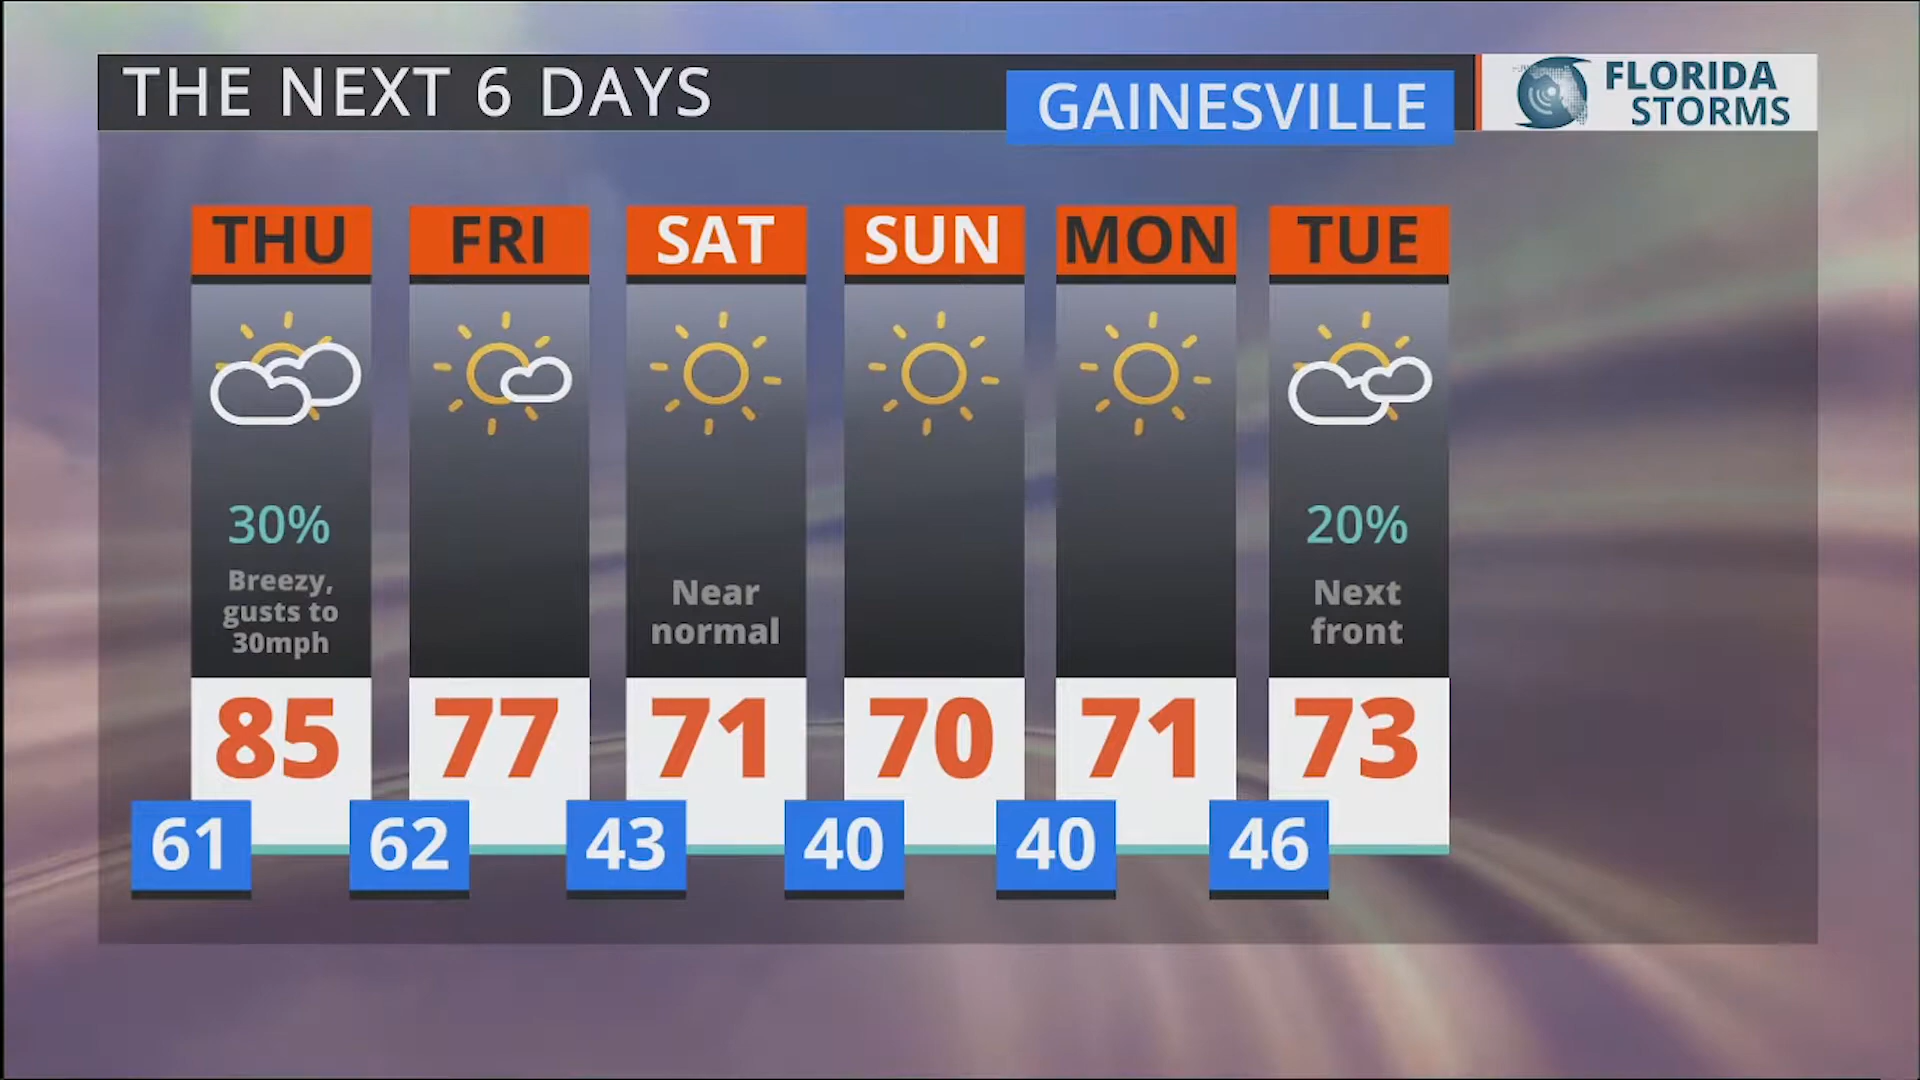 THE NEXT 6 DAYS
GAINESVILLE
FLORIDA
STORMS
THU
FRI
SAT
SUN
MON
TUE
30%
20%
Breezy,
gusts to
30mph
Near
normal
Next
front
85
77
71
70
71
73
61
62
43
40
40
46